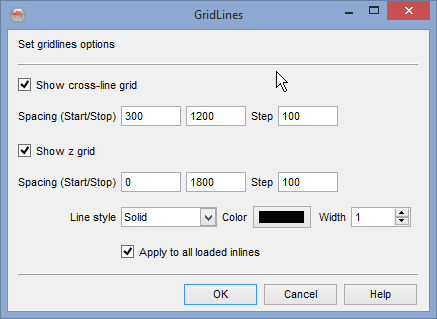 GridLines
Set gridlines options
Show cross-line grid
Spacing (Start/Stop) 300 1200 Step 100
Show z grid
Spacing (Start/Stop) 0 1800 Step 100
Line style Solid Color Width 1
Apply to all loaded inlines
OK Cancel Help